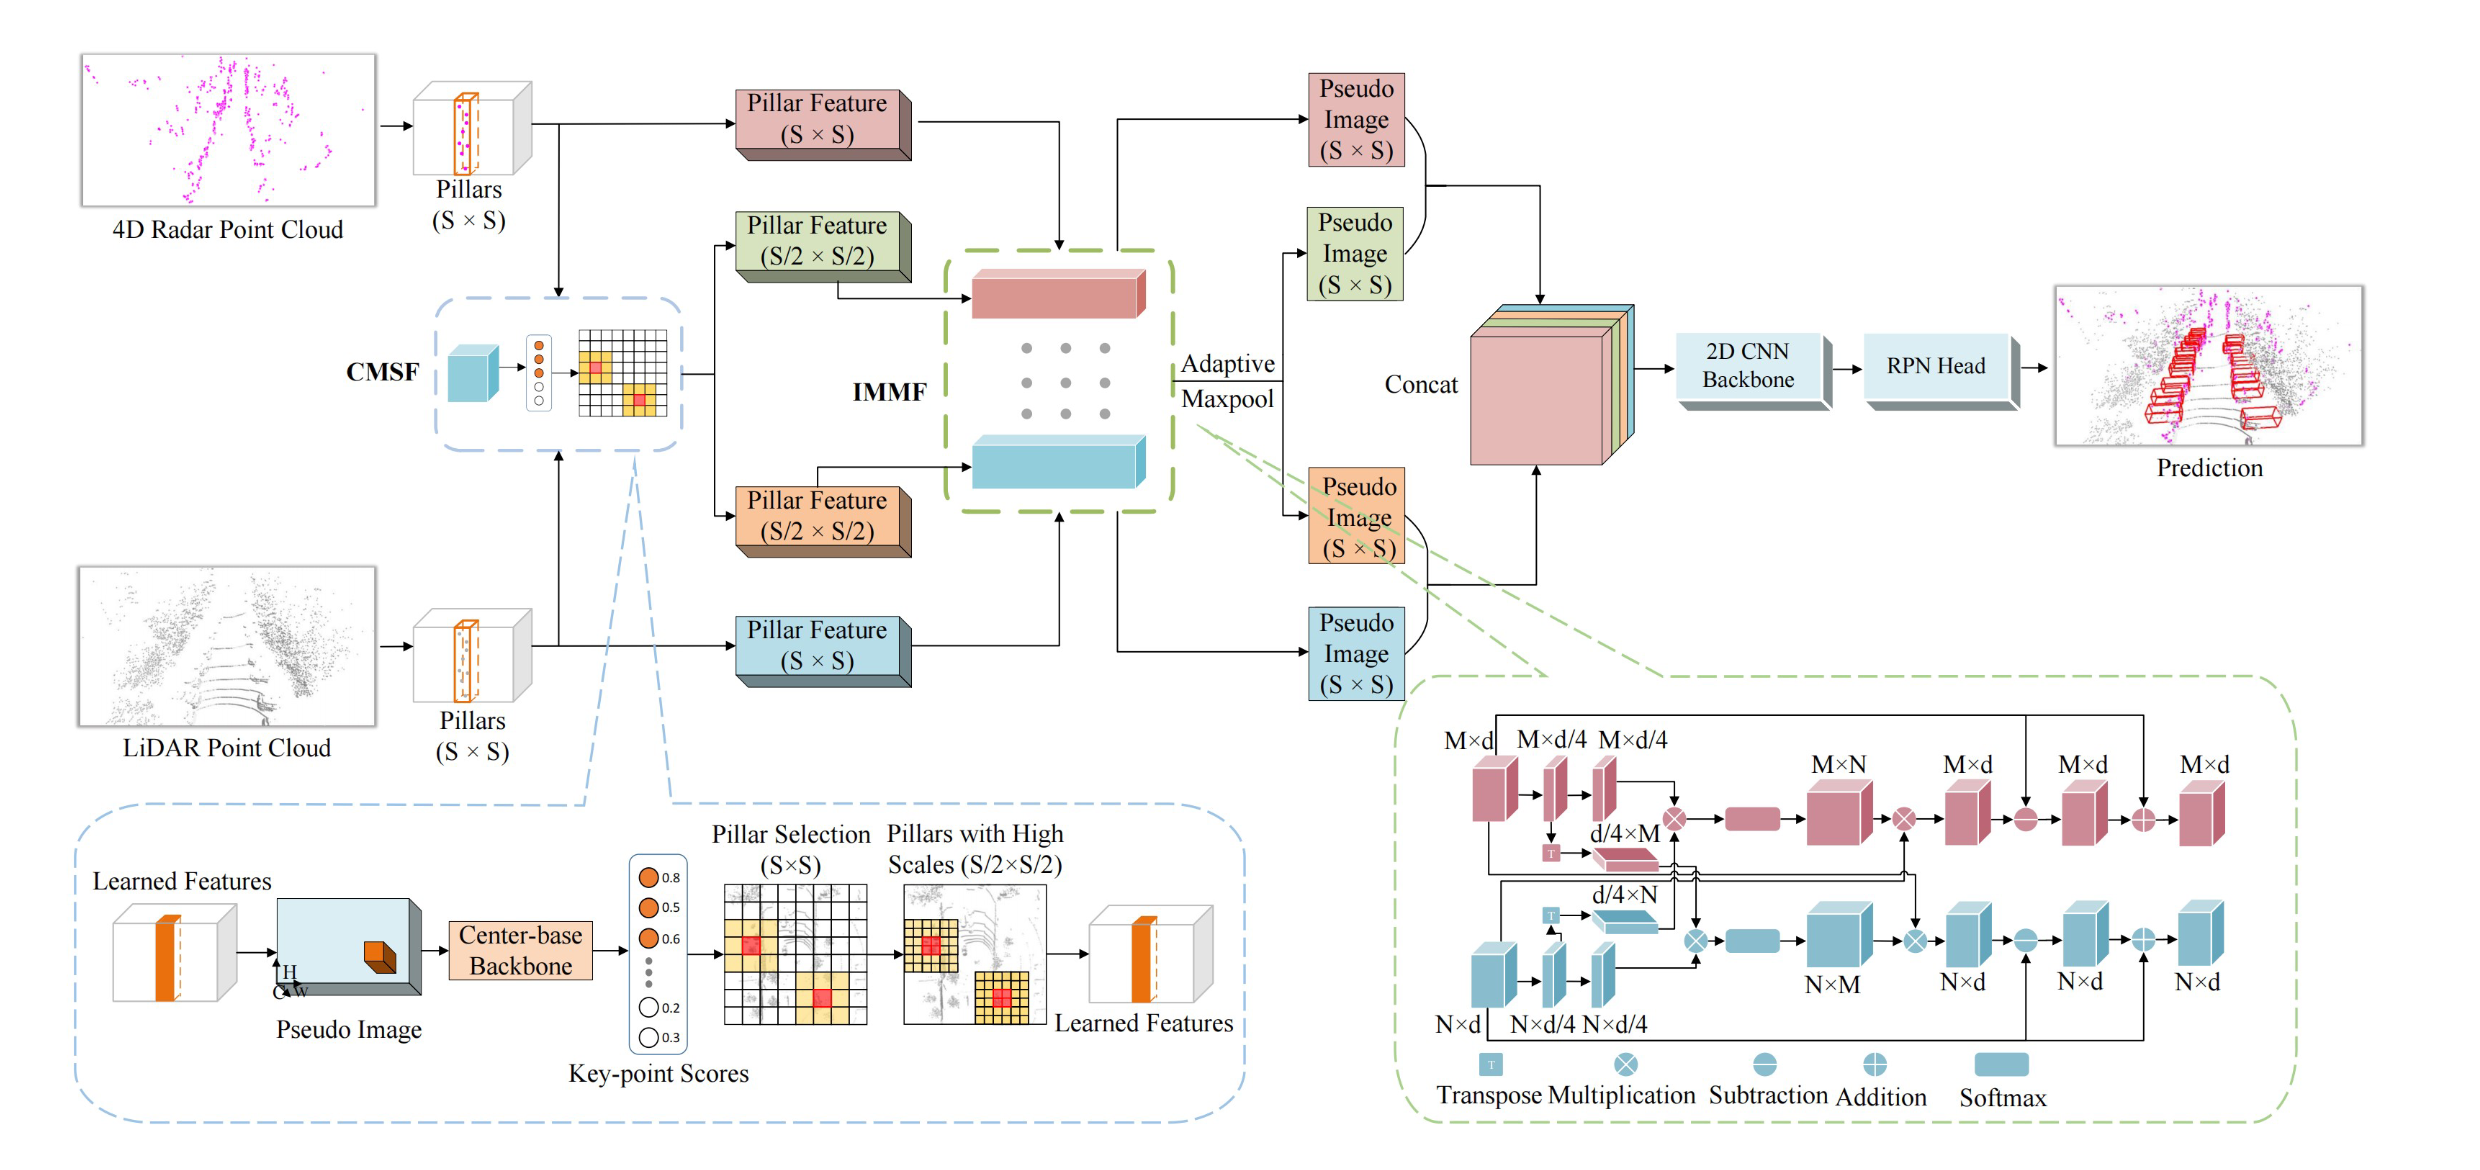 4D Radar Point Cloud
Pillars
(S × S)
Pillar Feature
(S × S)
Pillar Feature
(S/2 × S/2)
CMSF
IMMF
Pillar Feature
(S/2 × S/2)
Pillar Feature
(S × S)
LiDAR Point Cloud
Pillars
(S × S)
Adaptive
Maxpool
Pseudo
Image
(S × S)
Pseudo
Image
(S × S)
Pseudo
Image
(S × S)
Pseudo
Image
(S × S)
Concat
2D CNN
Backbone
RPN Head
Prediction
Learned Features
H
W
C
Pseudo Image
Center-base
Backbone
0.8
0.5
0.6
0.2
0.3
Key-point Scores
Pillar Selection
(S×S)
Pillars with High
Scales (S/2×S/2)
Learned Features
M×d
M×d/4
M×d/4
M×N
M×d
M×d
M×d
T
d/4×M
T
d/4×N
N×d
N×d/4
N×d/4
N×M
N×d
N×d
N×d
T
Transpose
Multiplication
Subtraction
Addition
Softmax